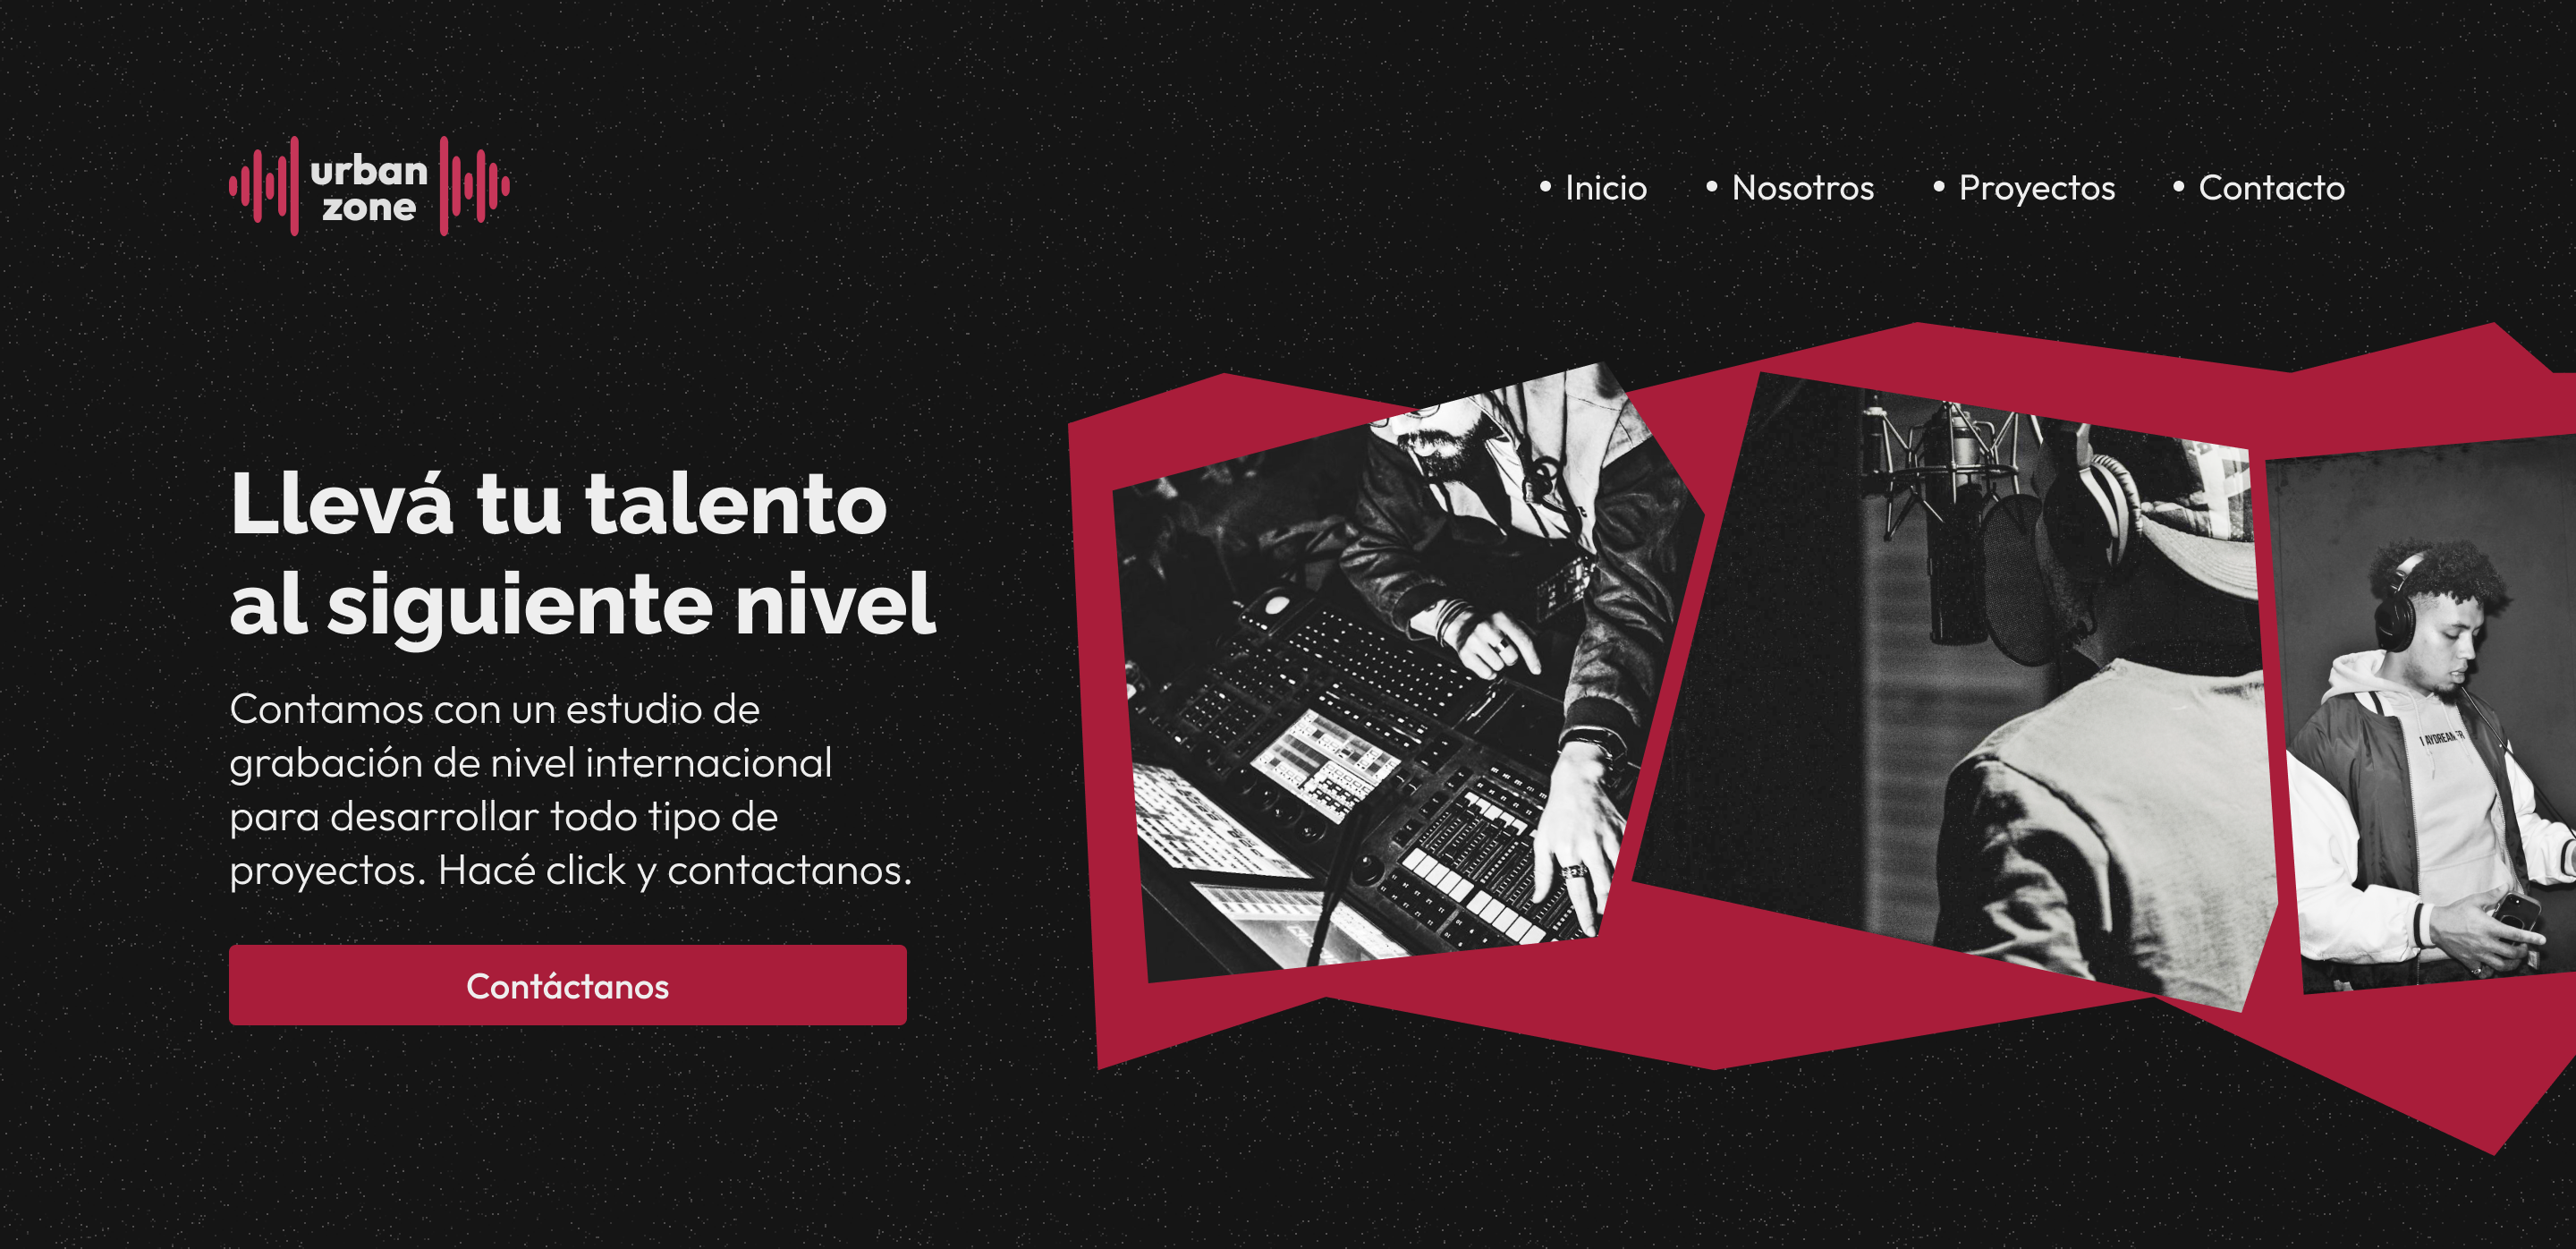 urban
zone
• Inicio • Nosotros • Proyectos • Contacto
Llevá tu talento
al siguiente nivel
Contamos con un estudio de
grabación de nivel internacional
para desarrollar todo tipo de
proyectos. Hacé click y contactanos.
Contáctanos